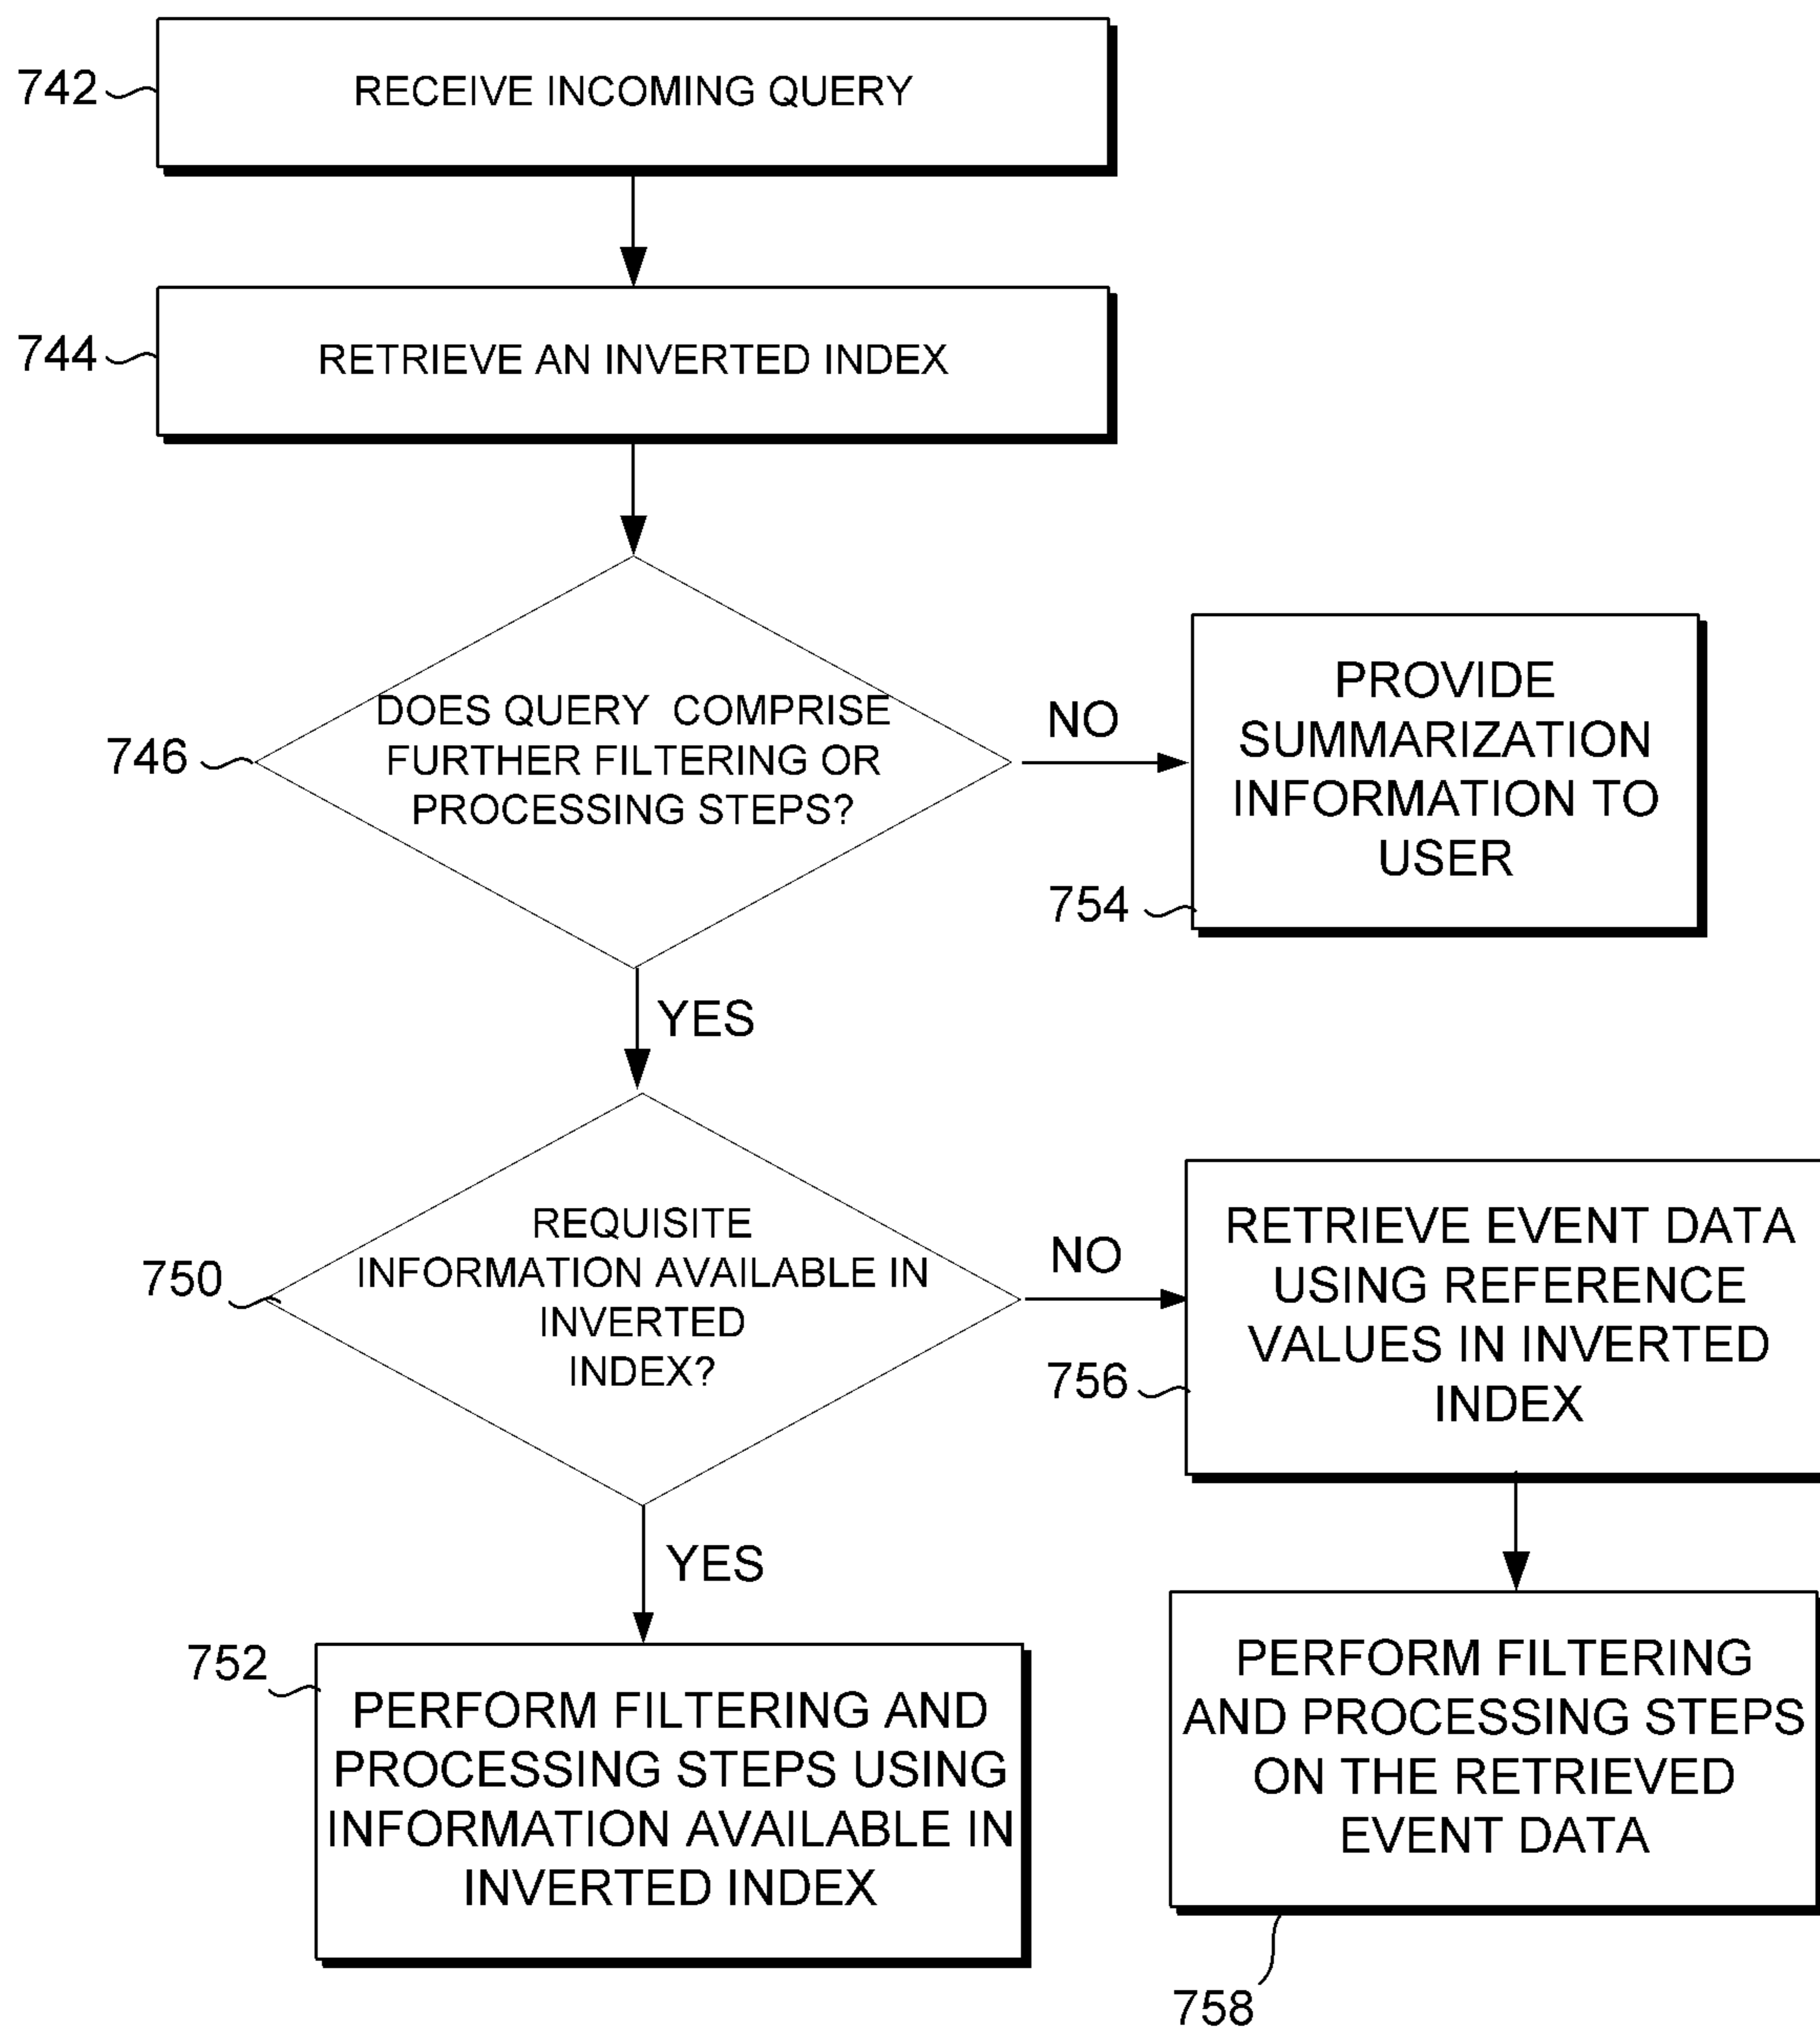 742
RECEIVE INCOMING QUERY
744
RETRIEVE AN INVERTED INDEX
746
DOES QUERY COMPRISE
FURTHER FILTERING OR
PROCESSING STEPS?
NO
754
PROVIDE
SUMMARIZATION
INFORMATION TO
USER
YES
750
REQUISITE
INFORMATION AVAILABLE IN
INVERTED
INDEX?
NO
756
RETRIEVE EVENT DATA
USING REFERENCE
VALUES IN INVERTED
INDEX
YES
752
PERFORM FILTERING AND
PROCESSING STEPS USING
INFORMATION AVAILABLE IN
INVERTED INDEX
PERFORM FILTERING
AND PROCESSING STEPS
ON THE RETRIEVED
EVENT DATA
758